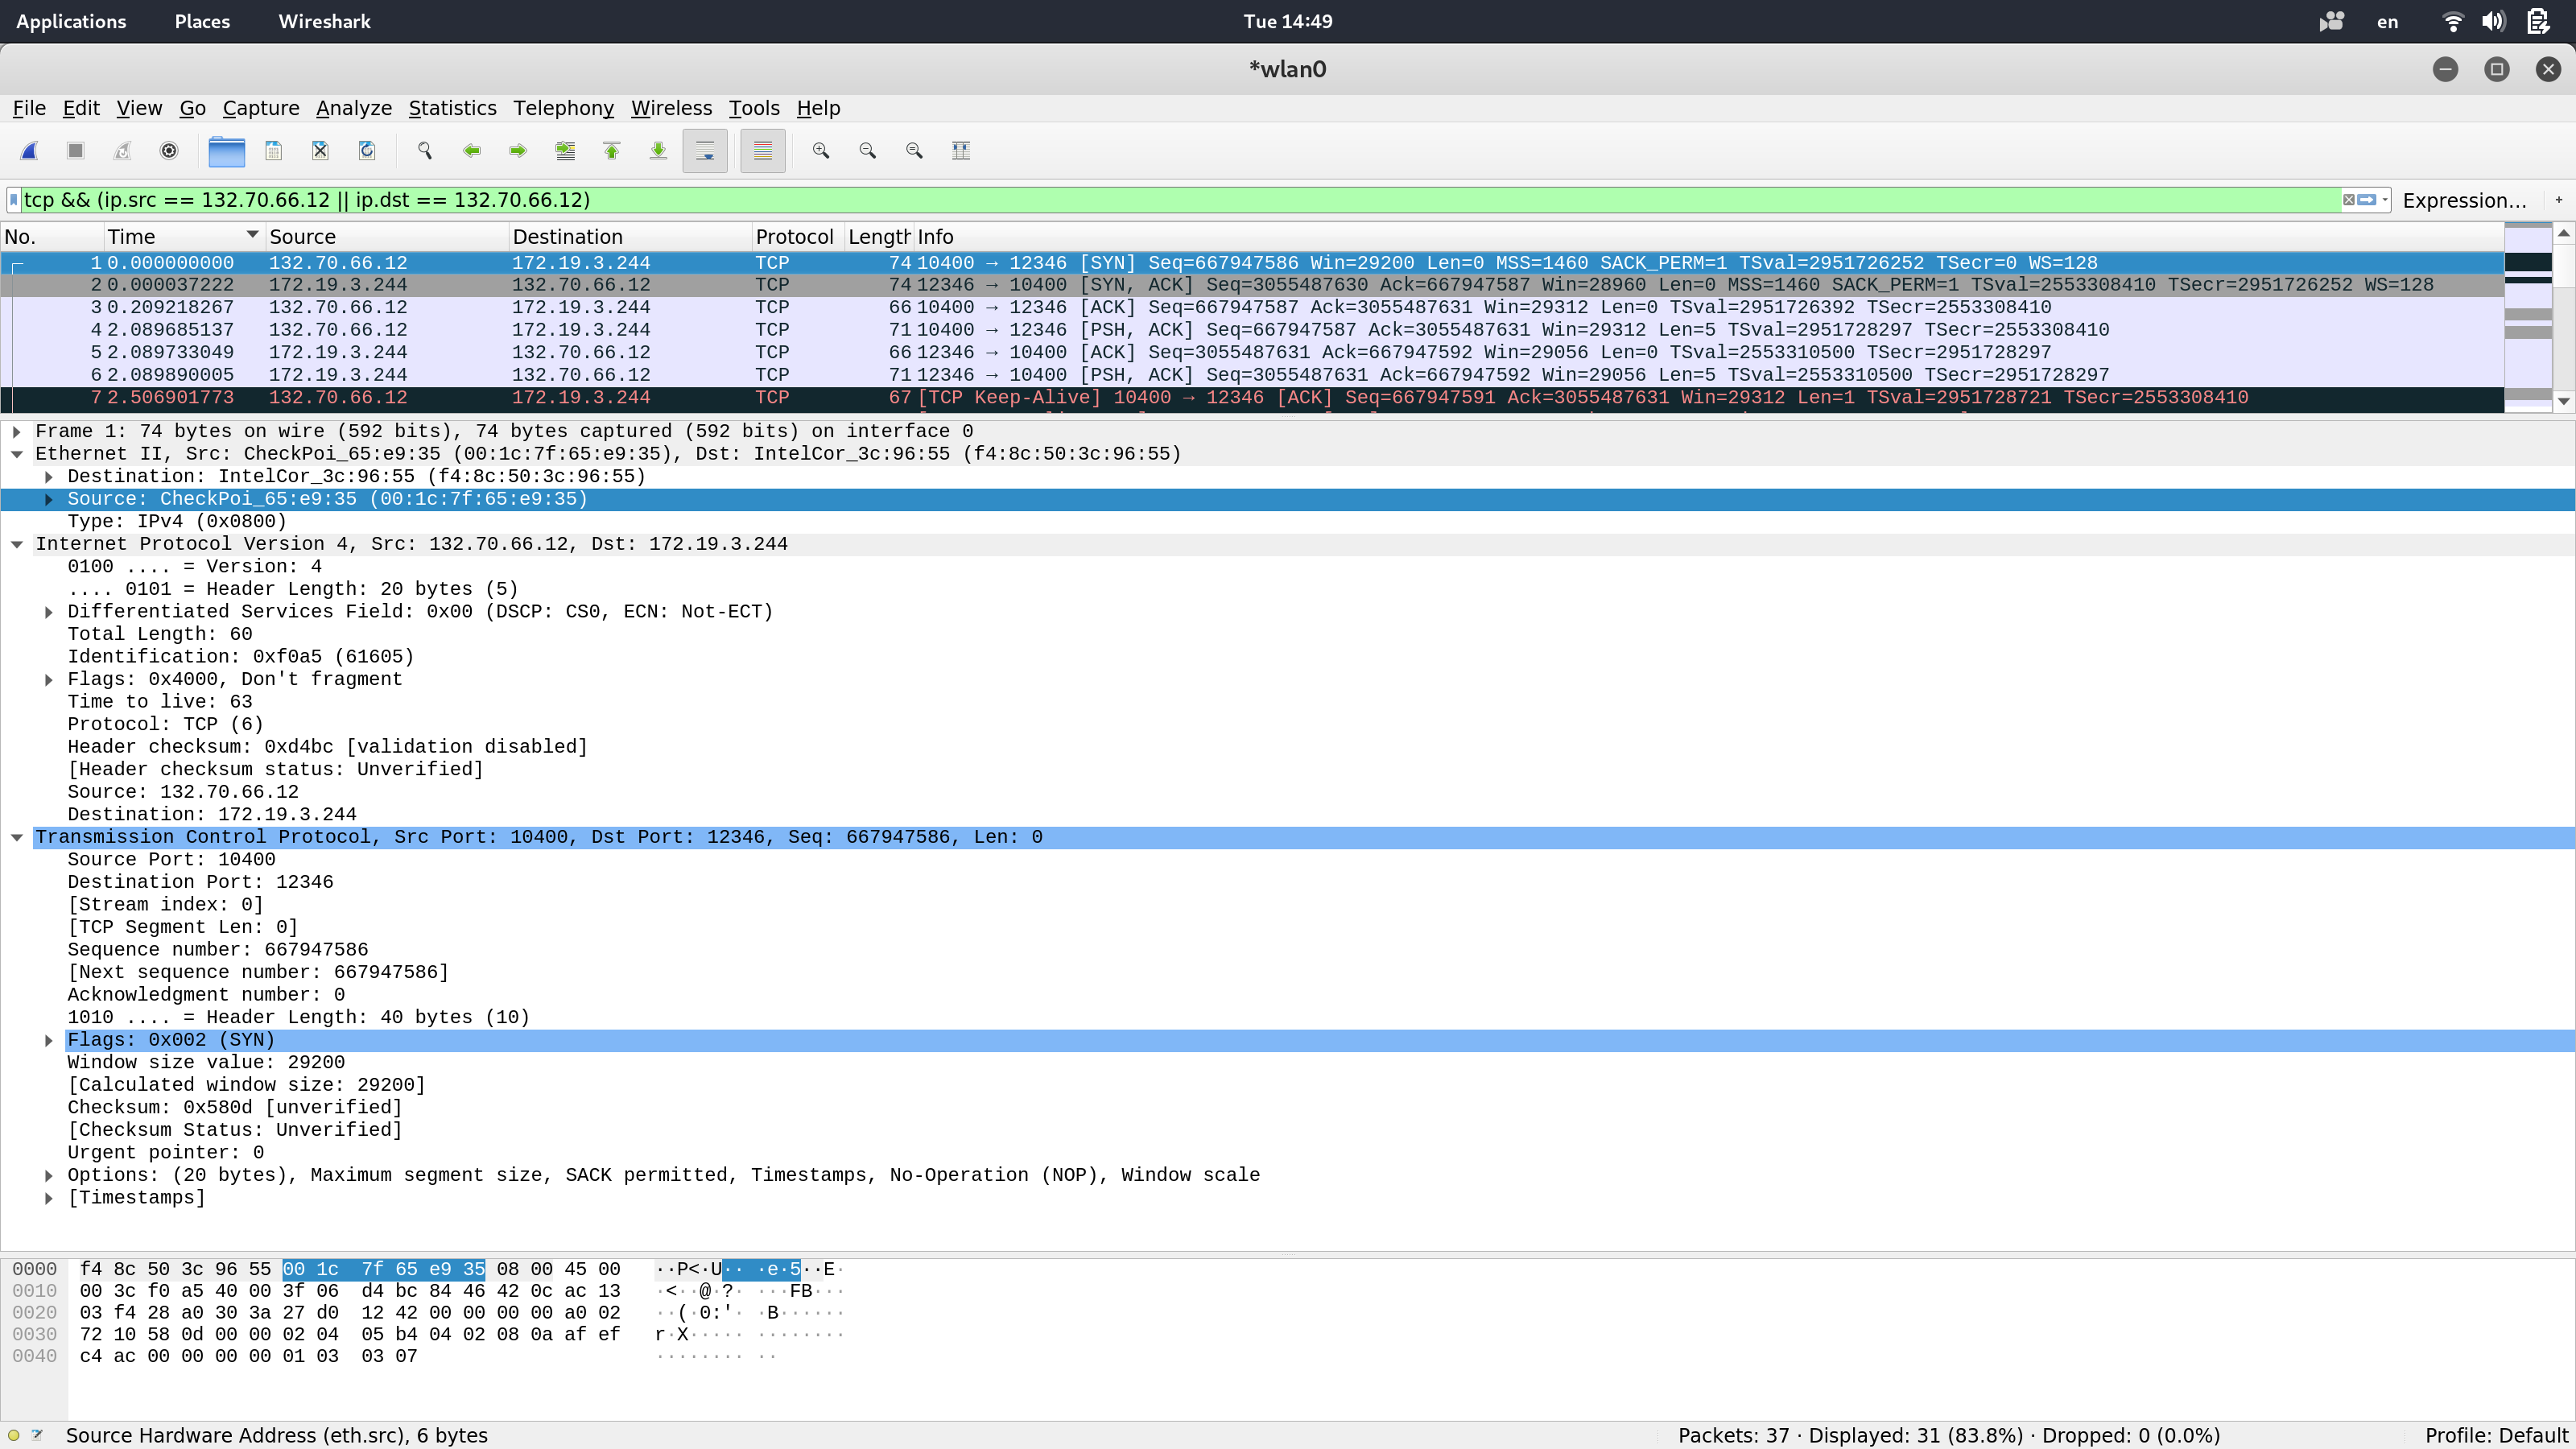 Applications Places Wireshark Tue 14:49 en
*wlan0
File Edit View Go Capture Analyze Statistics Telephony Wireless Tools Help
tcp && (ip.src == 132.70.66.12 || ip.dst == 132.70.66.12) Expression… +
No. Time Source Destination Protocol Length Info
1 0.000000000 132.70.66.12 172.19.3.244 TCP 74 10400 → 12346 [SYN] Seq=667947586 Win=29200 Len=0 MSS=1460 SACK_PERM=1 TSval=2951726252 TSecr=0 WS=128
2 0.000037222 172.19.3.244 132.70.66.12 TCP 74 12346 → 10400 [SYN, ACK] Seq=3055487630 Ack=667947587 Win=28960 Len=0 MSS=1460 SACK_PERM=1 TSval=2553308410 TSecr=2951726252 WS=128
3 0.209218267 132.70.66.12 172.19.3.244 TCP 66 10400 → 12346 [ACK] Seq=667947587 Ack=3055487631 Win=29312 Len=0 TSval=2951726392 TSecr=2553308410
4 2.089685137 132.70.66.12 172.19.3.244 TCP 71 10400 → 12346 [PSH, ACK] Seq=667947587 Ack=3055487631 Win=29312 Len=5 TSval=2951728297 TSecr=2553308410
5 2.089733049 172.19.3.244 132.70.66.12 TCP 66 12346 → 10400 [ACK] Seq=3055487631 Ack=667947592 Win=29056 Len=0 TSval=2553310500 TSecr=2951728297
6 2.089890005 172.19.3.244 132.70.66.12 TCP 71 12346 → 10400 [PSH, ACK] Seq=3055487631 Ack=667947592 Win=29056 Len=5 TSval=2553310500 TSecr=2951728297
7 2.506901773 132.70.66.12 172.19.3.244 TCP 67 [TCP Keep-Alive] 10400 → 12346 [ACK] Seq=667947591 Ack=3055487631 Win=29312 Len=1 TSval=2951728721 TSecr=2553308410
Frame 1: 74 bytes on wire (592 bits), 74 bytes captured (592 bits) on interface 0
Ethernet II, Src: CheckPoi_65:e9:35 (00:1c:7f:65:e9:35), Dst: IntelCor_3c:96:55 (f4:8c:50:3c:96:55)
Destination: IntelCor_3c:96:55 (f4:8c:50:3c:96:55)
Source: CheckPoi_65:e9:35 (00:1c:7f:65:e9:35)
Type: IPv4 (0x0800)
Internet Protocol Version 4, Src: 132.70.66.12, Dst: 172.19.3.244
0100 .... = Version: 4
.... 0101 = Header Length: 20 bytes (5)
Differentiated Services Field: 0x00 (DSCP: CS0, ECN: Not-ECT)
Total Length: 60
Identification: 0xf0a5 (61605)
Flags: 0x4000, Don't fragment
Time to live: 63
Protocol: TCP (6)
Header checksum: 0xd4bc [validation disabled]
[Header checksum status: Unverified]
Source: 132.70.66.12
Destination: 172.19.3.244
Transmission Control Protocol, Src Port: 10400, Dst Port: 12346, Seq: 667947586, Len: 0
Source Port: 10400
Destination Port: 12346
[Stream index: 0]
[TCP Segment Len: 0]
Sequence number: 667947586
[Next sequence number: 667947586]
Acknowledgment number: 0
1010 .... = Header Length: 40 bytes (10)
Flags: 0x002 (SYN)
Window size value: 29200
[Calculated window size: 29200]
Checksum: 0x580d [unverified]
[Checksum Status: Unverified]
Urgent pointer: 0
Options: (20 bytes), Maximum segment size, SACK permitted, Timestamps, No-Operation (NOP), Window scale
[Timestamps]
0000 f4 8c 50 3c 96 55 00 1c 7f 65 e9 35 08 00 45 00 ··P<·U·· ·e·5··E·
0010 00 3c f0 a5 40 00 3f 06 d4 bc 84 46 42 0c ac 13 ·<··@·?· ···FB···
0020 03 f4 28 a0 30 3a 27 d0 12 42 00 00 00 00 a0 02 ··(·0:'· ·B······
0030 72 10 58 0d 00 00 02 04 05 b4 04 02 08 0a af ef r·X····· ········
0040 c4 ac 00 00 00 00 01 03 03 07 ········ ··
Source Hardware Address (eth.src), 6 bytes Packets: 37 · Displayed: 31 (83.8%) · Dropped: 0 (0.0%) Profile: Default